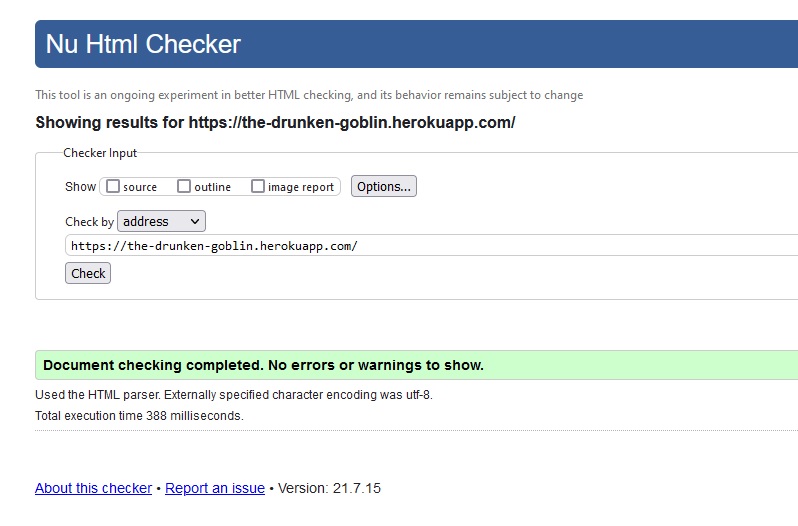 Nu Html Checker
This tool is an ongoing experiment in better HTML checking, and its behavior remains subject to change
Showing results for https://the-drunken-goblin.herokuapp.com/
Checker Input
Show source outline image report Options...
Check by address
https://the-drunken-goblin.herokuapp.com/
Check
Document checking completed. No errors or warnings to show.
Used the HTML parser. Externally specified character encoding was utf-8.
Total execution time 388 milliseconds.
About this checker • Report an issue • Version: 21.7.15